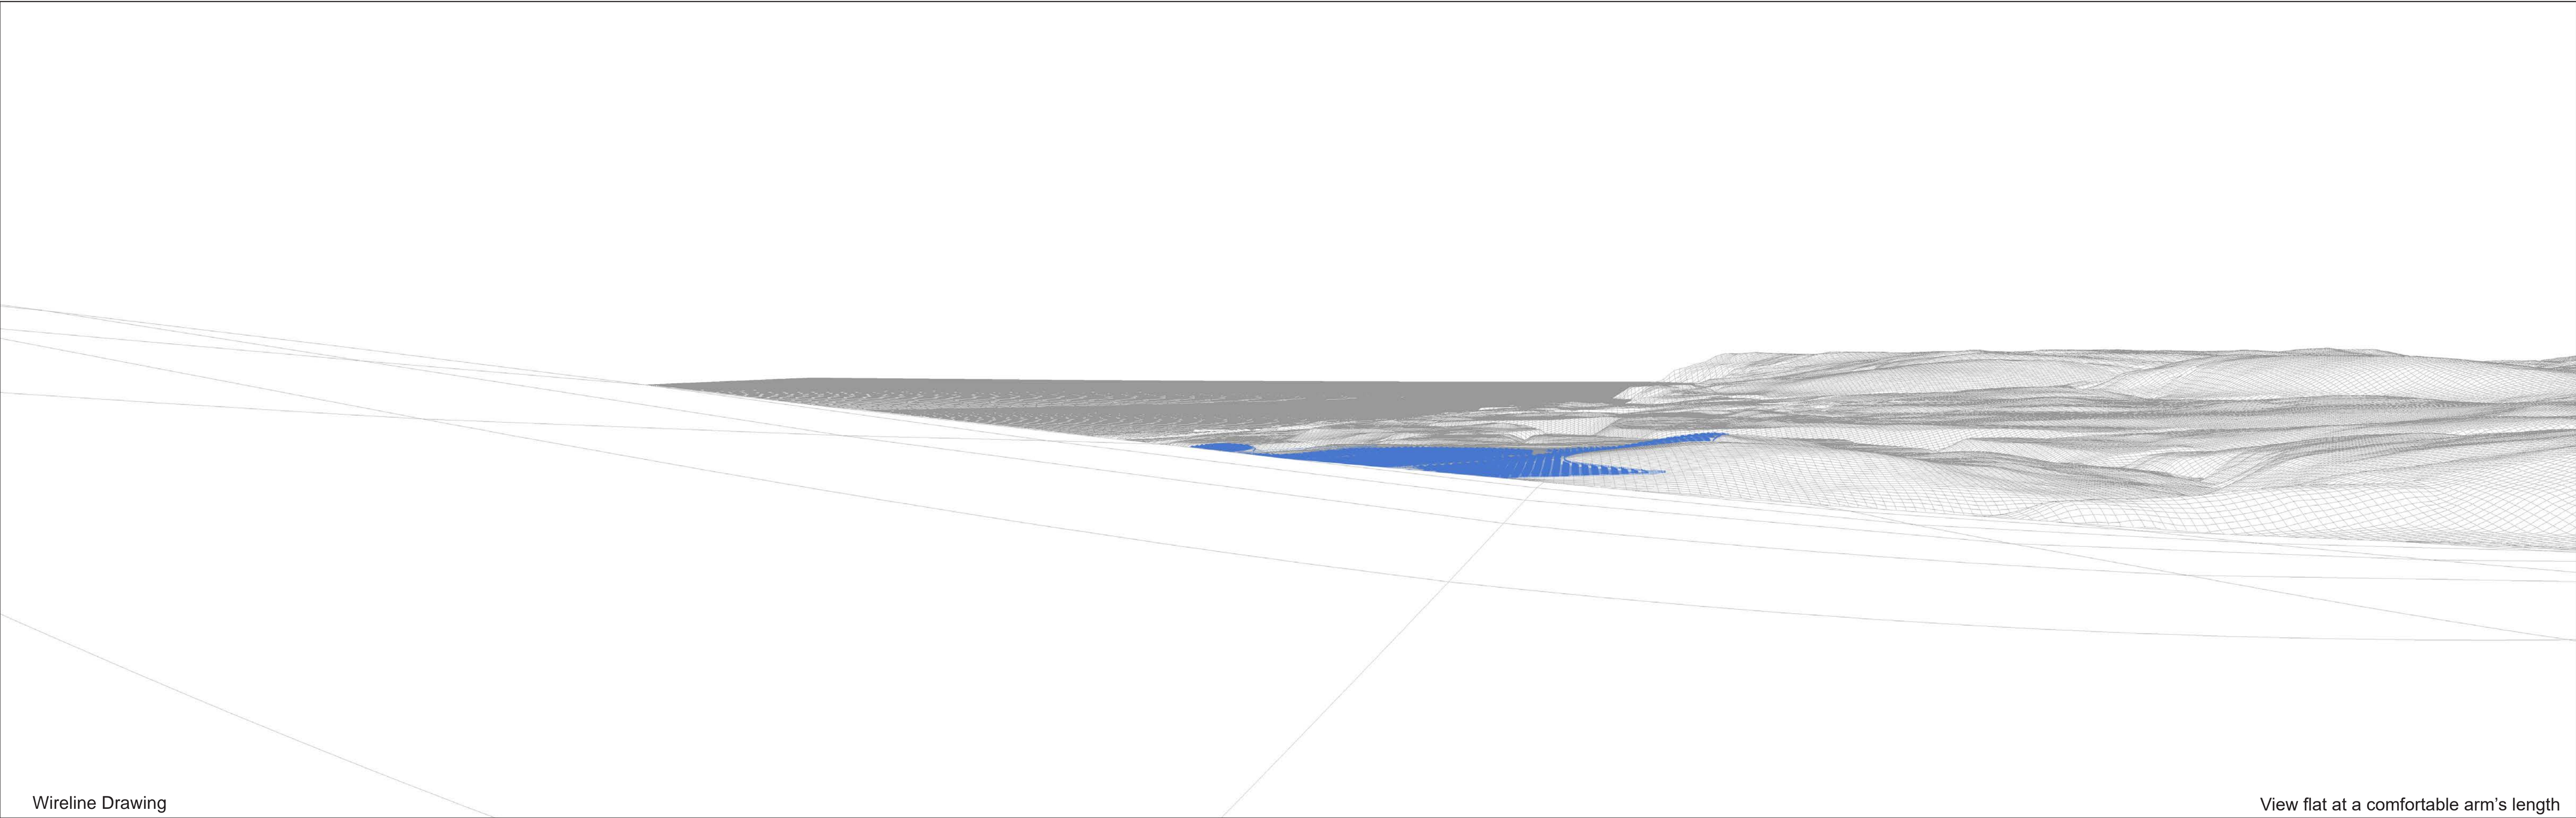 Wireline Drawing
View flat at a comfortable arm’s length